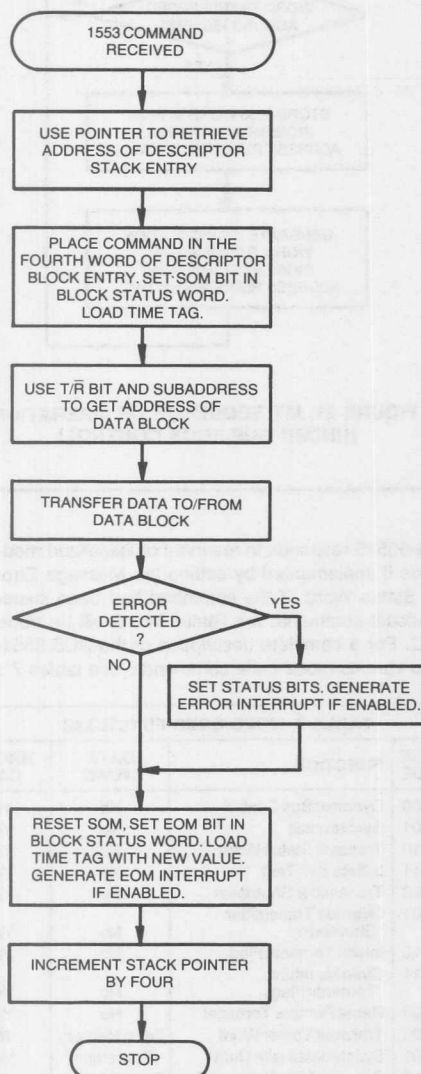 1553 COMMAND
RECEIVED
USE POINTER TO RETRIEVE
ADDRESS OF DESCRIPTOR
STACK ENTRY
PLACE COMMAND IN THE
FOURTH WORD OF DESCRIPTOR
BLOCK ENTRY. SET SOM BIT IN
BLOCK STATUS WORD.
LOAD TIME TAG.
USE T/R BIT AND SUBADDRESS
TO GET ADDRESS OF
DATA BLOCK
TRANSFER DATA TO/FROM
DATA BLOCK
ERROR
DETECTED
?
YES
NO
SET STATUS BITS. GENERATE
ERROR INTERRUPT IF ENABLED.
RESET SOM, SET EOM BIT IN
BLOCK STATUS WORD. LOAD
TIME TAG WITH NEW VALUE.
GENERATE EOM INTERRUPT
IF ENABLED.
INCREMENT STACK POINTER
BY FOUR
STOP